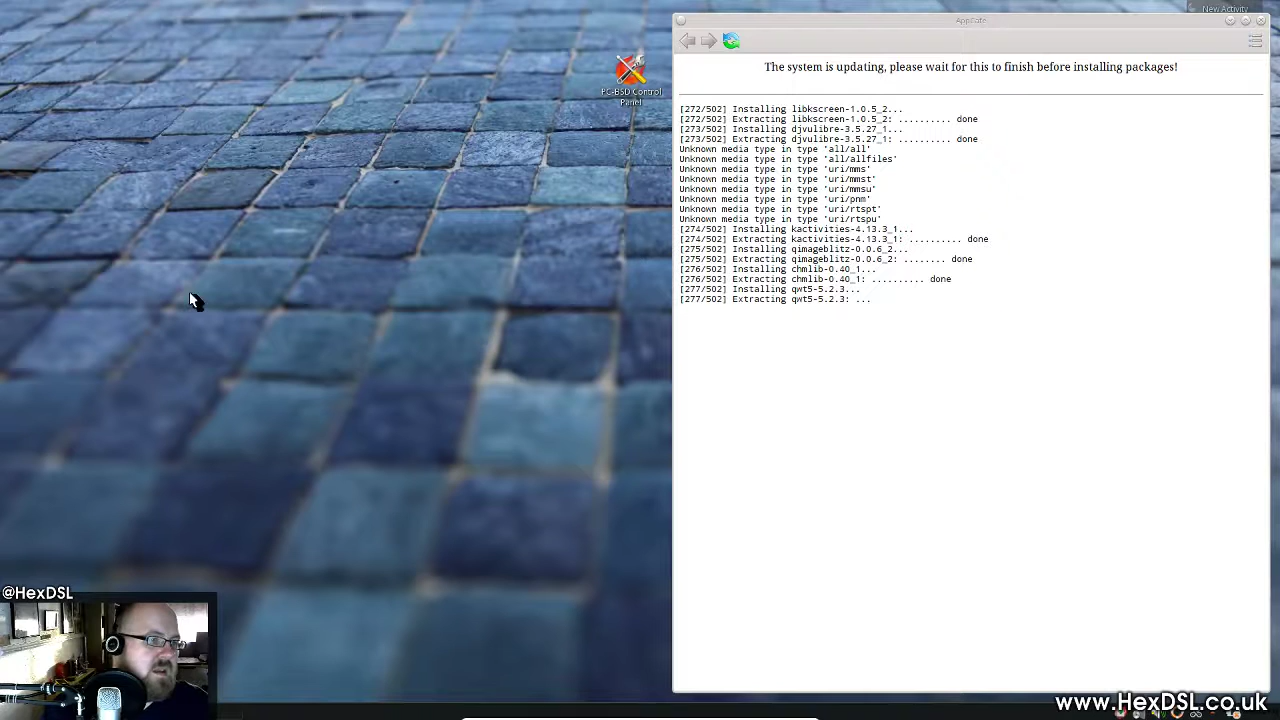 New Activity
AppCafe
PC-BSD Control
Panel
The system is updating, please wait for this to finish before installing packages!
[272/502] Installing libkscreen-1.0.5_2...
[272/502] Extracting libkscreen-1.0.5_2: .......... done
[273/502] Installing djvulibre-3.5.27_1...
[273/502] Extracting djvulibre-3.5.27_1: .......... done
Unknown media type in type 'all/all'
Unknown media type in type 'all/allfiles'
Unknown media type in type 'uri/mms'
Unknown media type in type 'uri/mmst'
Unknown media type in type 'uri/mmsu'
Unknown media type in type 'uri/pnm'
Unknown media type in type 'uri/rtspt'
Unknown media type in type 'uri/rtspu'
[274/502] Installing kactivities-4.13.3_1...
[274/502] Extracting kactivities-4.13.3_1: .......... done
[275/502] Installing qimageblitz-0.0.6_2...
[275/502] Extracting qimageblitz-0.0.6_2: ........ done
[276/502] Installing chmlib-0.40_1...
[276/502] Extracting chmlib-0.40_1: .......... done
[277/502] Installing qwt5-5.2.3...
[277/502] Extracting qwt5-5.2.3: ...
@HexDSL
www.HexDSL.co.uk